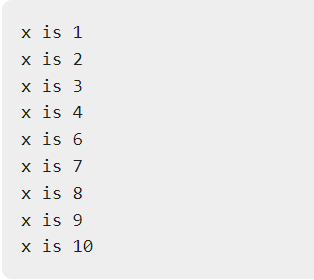 x is 1
x is 2
x is 3
x is 4
x is 6
x is 7
x is 8
x is 9
x is 10